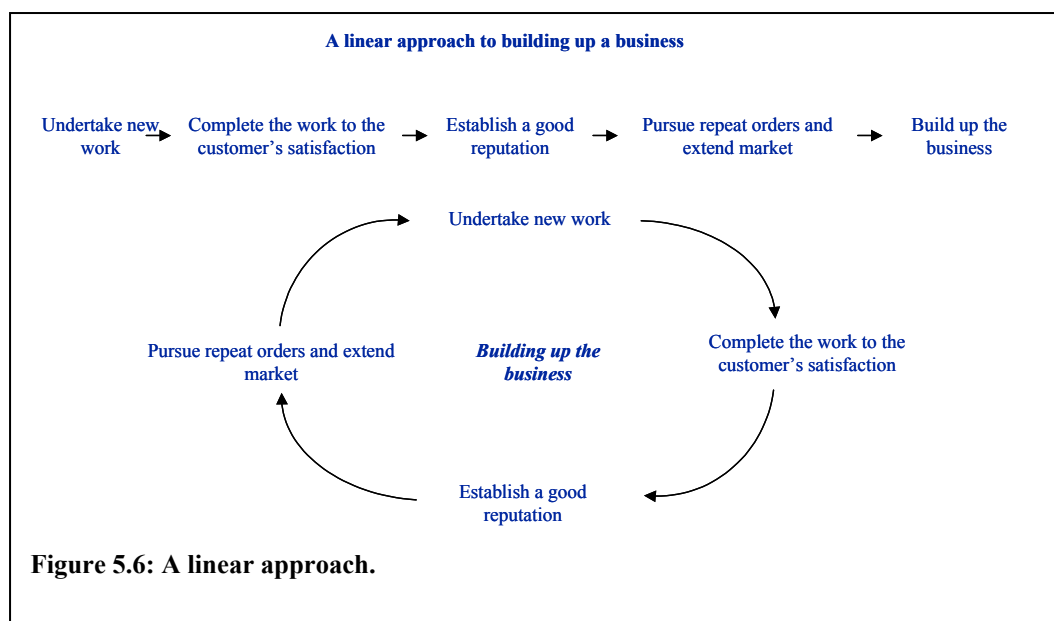 A linear approach to building up a business
Undertake new
work
Complete the work to the
customer’s satisfaction
Establish a good
reputation
Pursue repeat orders and
extend market
Build up the
business
Undertake new work
Complete the work to the
customer’s satisfaction
Establish a good
reputation
Pursue repeat orders and extend
market
Building up the
business
Figure 5.6: A linear approach.